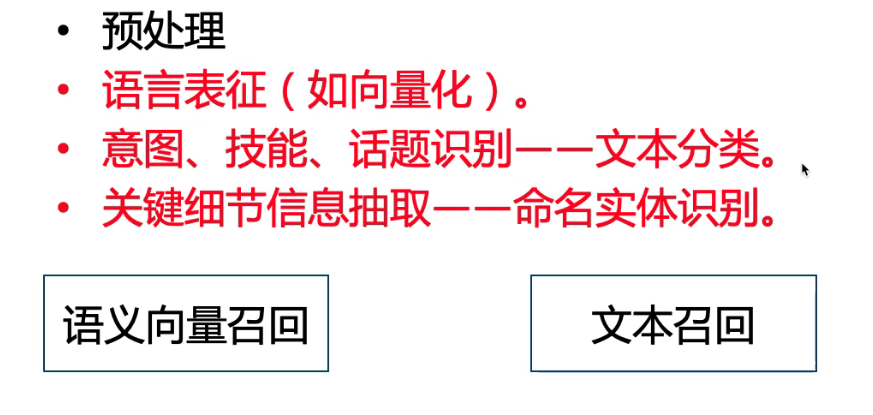 • 预处理
• 语言表征（如向量化）。
• 意图、技能、话题识别——文本分类。
• 关键细节信息抽取——命名实体识别。
语义向量召回
文本召回